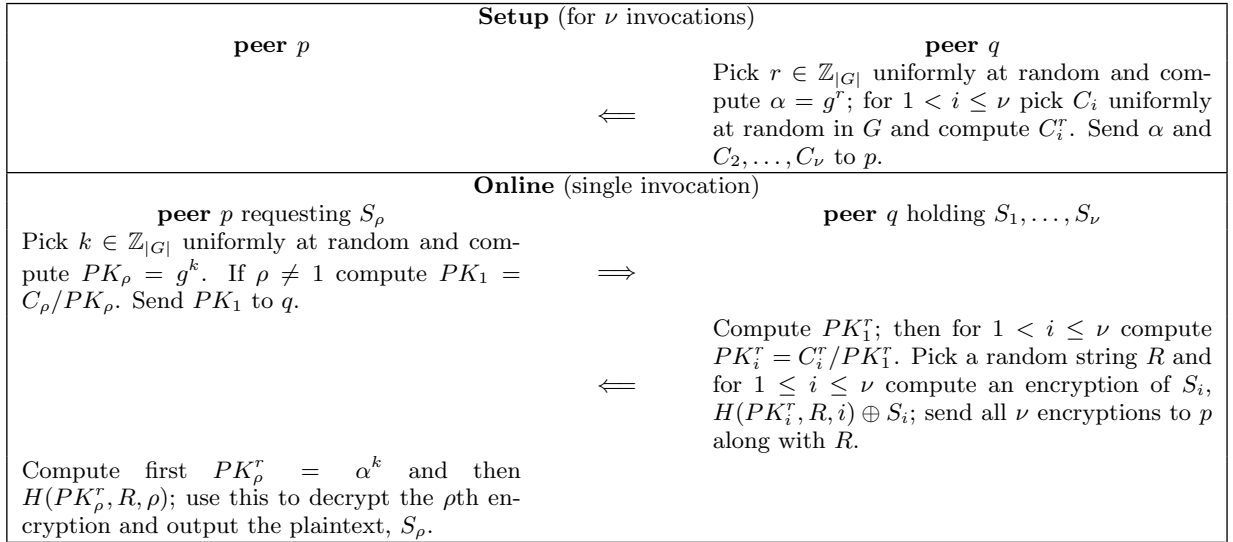 Setup (for ν invocations)
peer p
peer q
Pick r ∈ ℤ_{|G|} uniformly at random and com-
pute α = g^r; for 1 < i ≤ ν pick C_i uniformly
at random in G and compute C_i^r. Send α and
C_2, . . . , C_ν to p.
⇐=
Online (single invocation)
peer p requesting S_ρ
peer q holding S_1, . . . , S_ν
Pick k ∈ ℤ_{|G|} uniformly at random and com-
pute PK_ρ = g^k. If ρ ≠ 1 compute PK_1 =
C_ρ/PK_ρ. Send PK_1 to q.
=⇒
Compute PK_1^r; then for 1 < i ≤ ν compute
PK_i^r = C_i^r/PK_1^r. Pick a random string R and
for 1 ≤ i ≤ ν compute an encryption of S_i,
H(PK_i^r, R, i) ⊕ S_i; send all ν encryptions to p
along with R.
⇐=
Compute first PK_ρ^r = α^k and then
H(PK_ρ^r, R, ρ); use this to decrypt the ρth en-
cryption and output the plaintext, S_ρ.